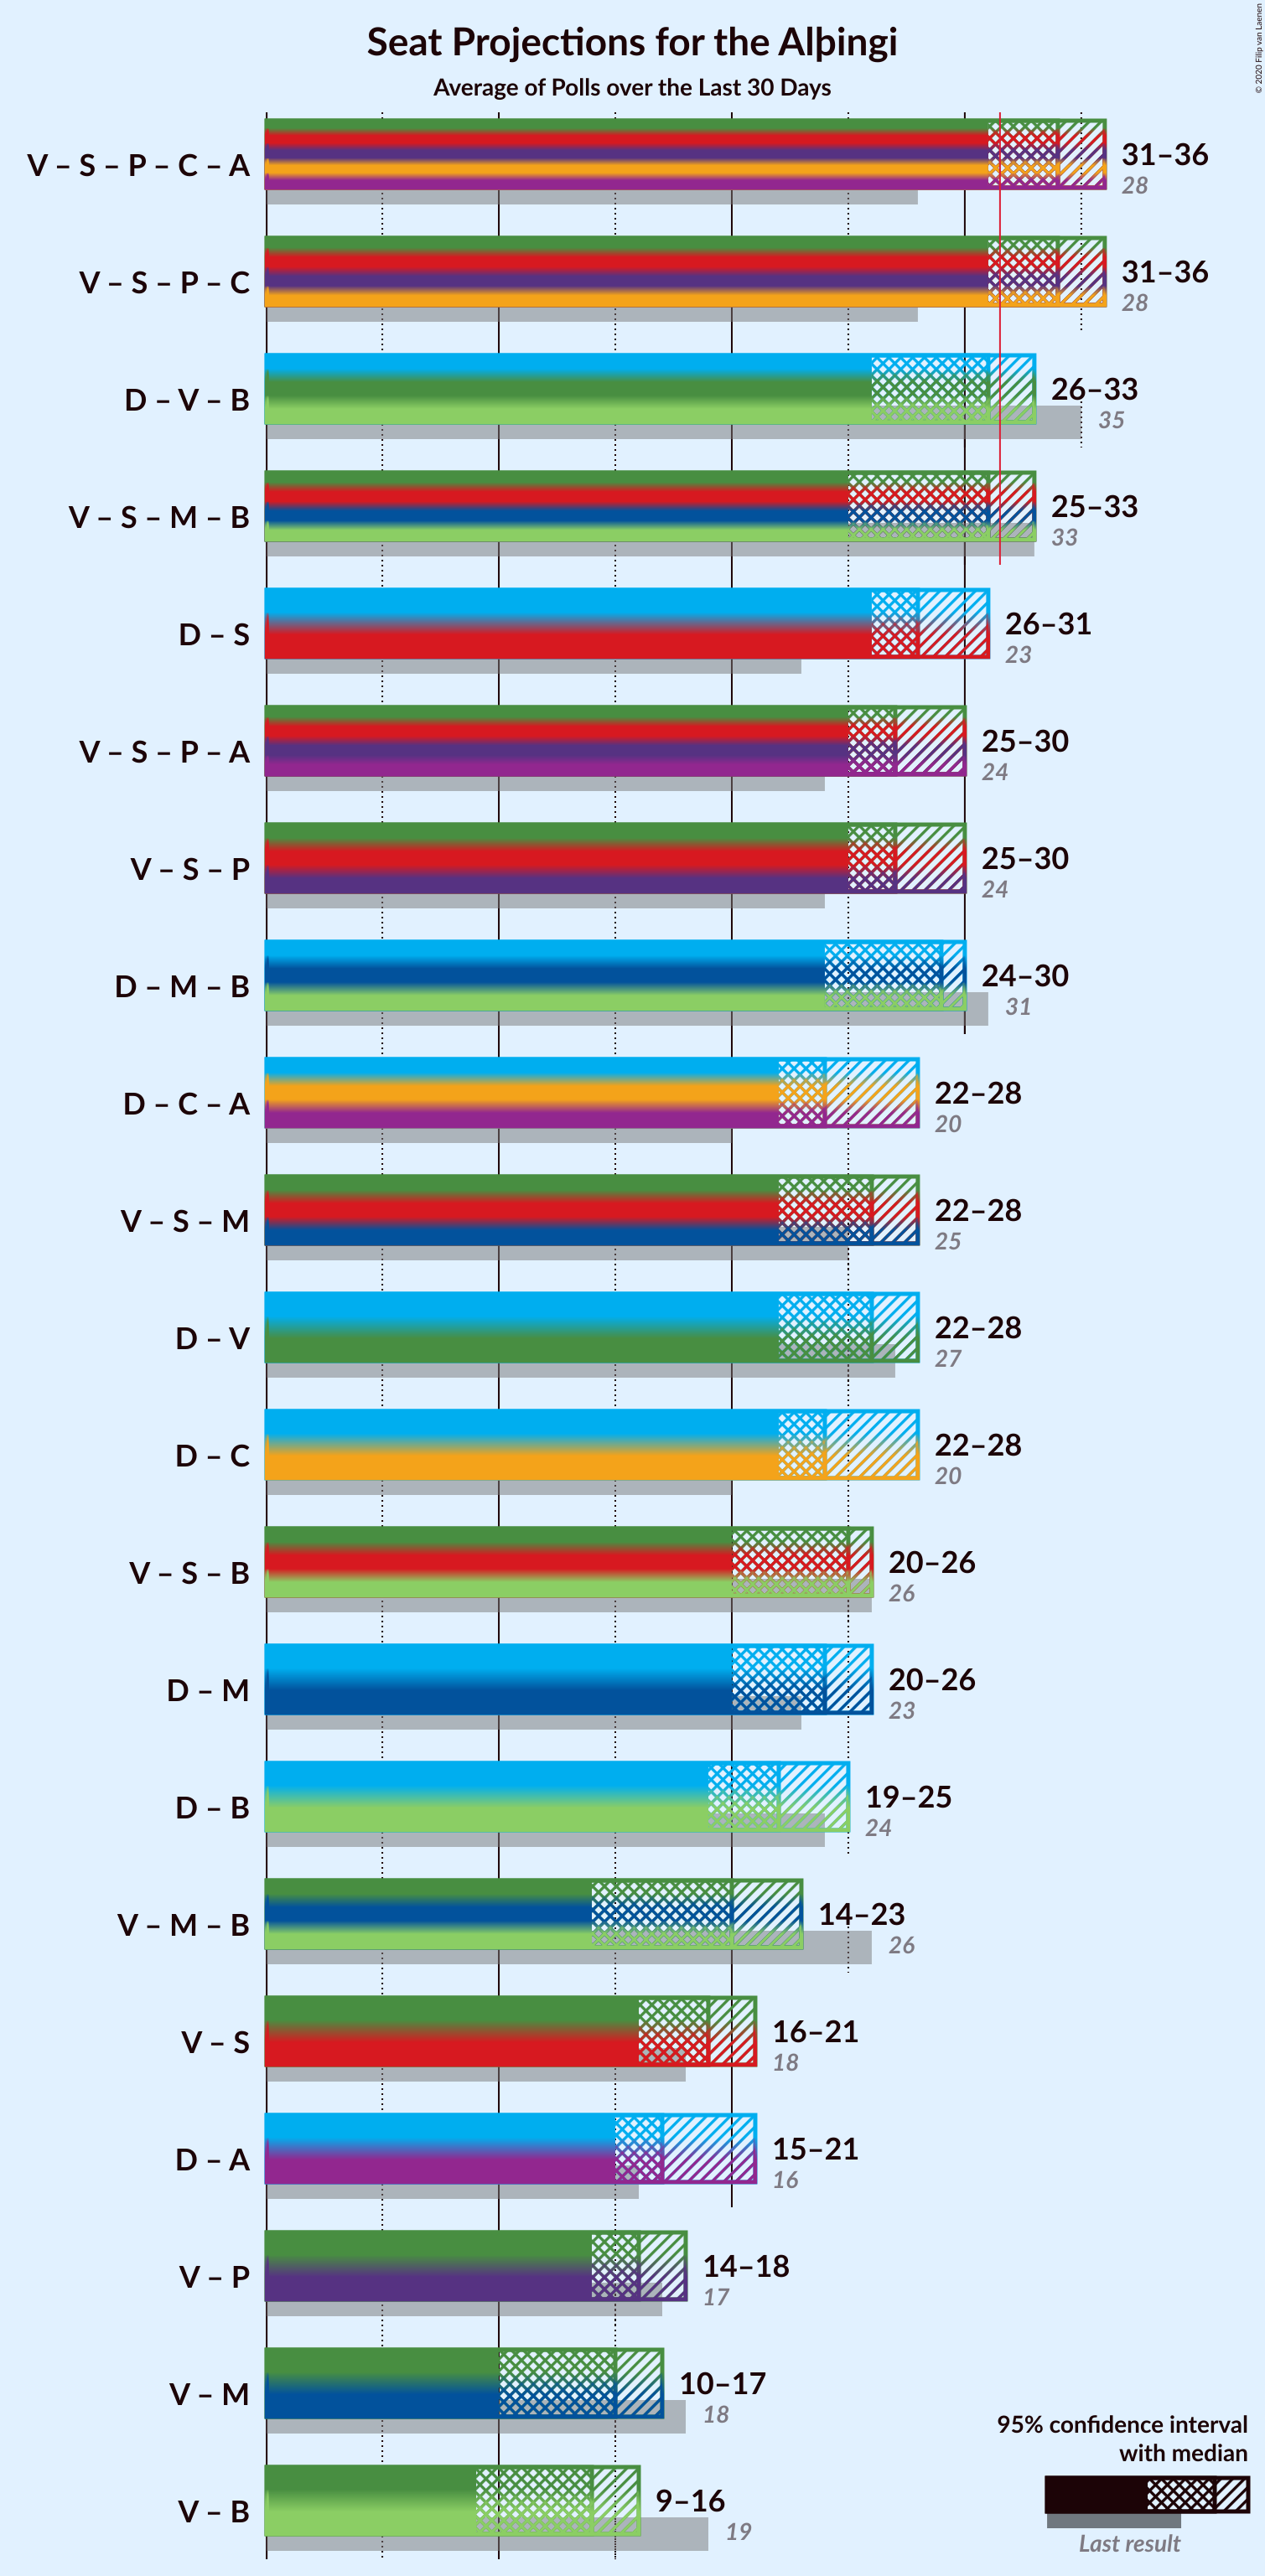 Seat Projections for the Alþingi
Average of Polls over the Last 30 Days
© 2020 Filip van Laenen
V – S – P – C – A
31–36
28
V – S – P – C
31–36
28
D – V – B
26–33
35
V – S – M – B
25–33
33
D – S
26–31
23
V – S – P – A
25–30
24
V – S – P
25–30
24
D – M – B
24–30
31
D – C – A
22–28
20
V – S – M
22–28
25
D – V
22–28
27
D – C
22–28
20
V – S – B
20–26
26
D – M
20–26
23
D – B
19–25
24
V – M – B
14–23
26
V – S
16–21
18
D – A
15–21
16
V – P
14–18
17
V – M
10–17
18
V – B
9–16
19
95% confidence interval
with median
Last result